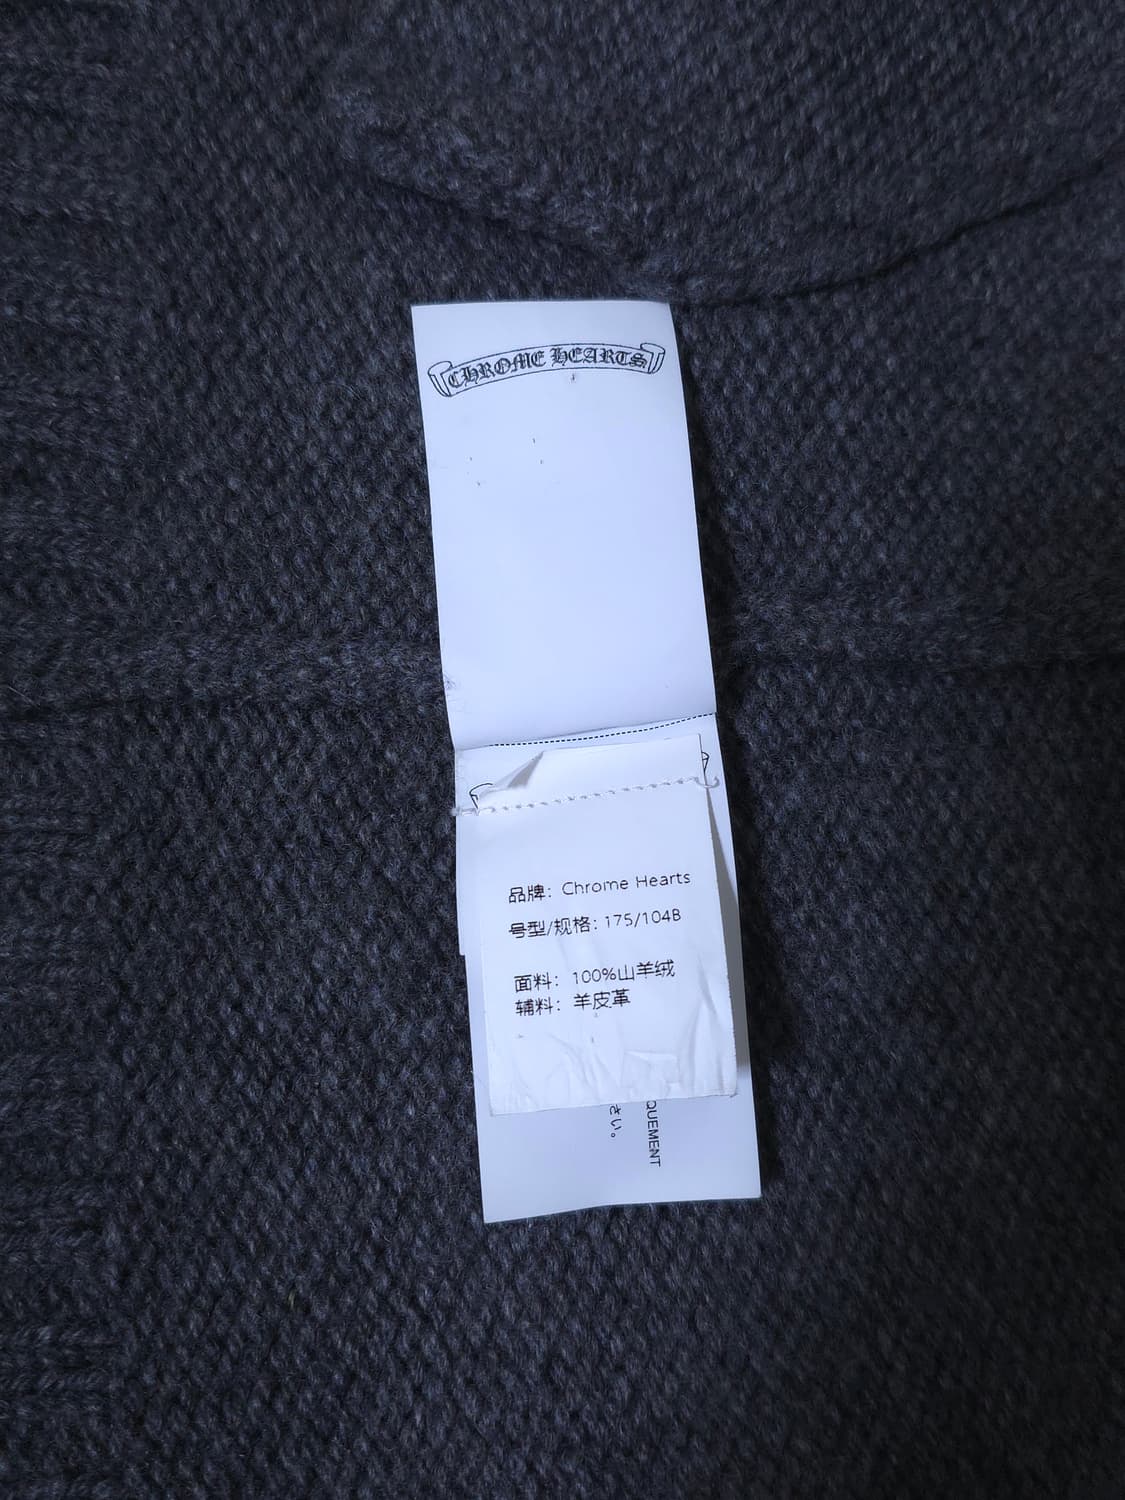 CHROME HEARTS
品牌：Chrome Hearts
号型/规格: 175/104B
面料：100%山羊绒
辅料：羊皮革
さい。
QUEMENT